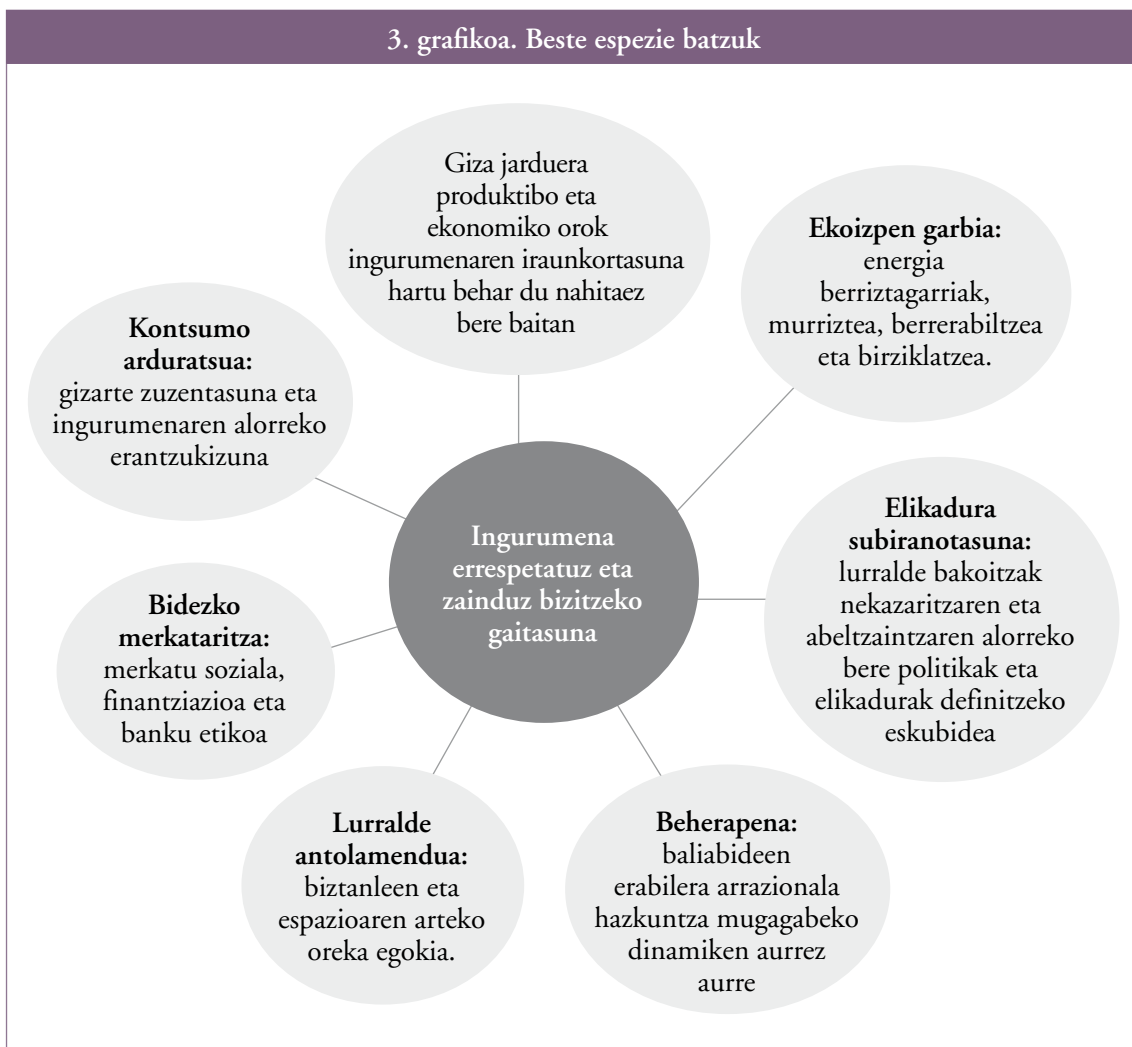 3. grafikoa. Beste espezie batzuk
Giza jarduera
produktibo eta
ekonomiko orok
ingurumenaren iraunkortasuna
hartu behar du nahitaez
bere baitan
Ekoizpen garbia:
energia
berriztagarriak,
murriztea, berrerabiltzea
eta birziklatzea.
Kontsumo
arduratsua:
gizarte zuzentasuna eta
ingurumenaren alorreko
erantzukizuna
Ingurumena
errespetatuz eta
zainduz bizitzeko
gaitasuna
Elikadura
subiranotasuna:
lurralde bakoitzak
nekazaritzaren eta
abeltzaintzaren alorreko
bere politikak eta
elikadurak definitzeko
eskubidea
Bidezko
merkataritza:
merkatu soziala,
finantziazioa eta
banku etikoa
Lurralde
antolamendua:
biztanleen eta
espazioaren arteko
oreka egokia.
Beherapena:
baliabideen
erabilera arrazionala
hazkuntza mugagabeko
dinamiken aurrez
aurre